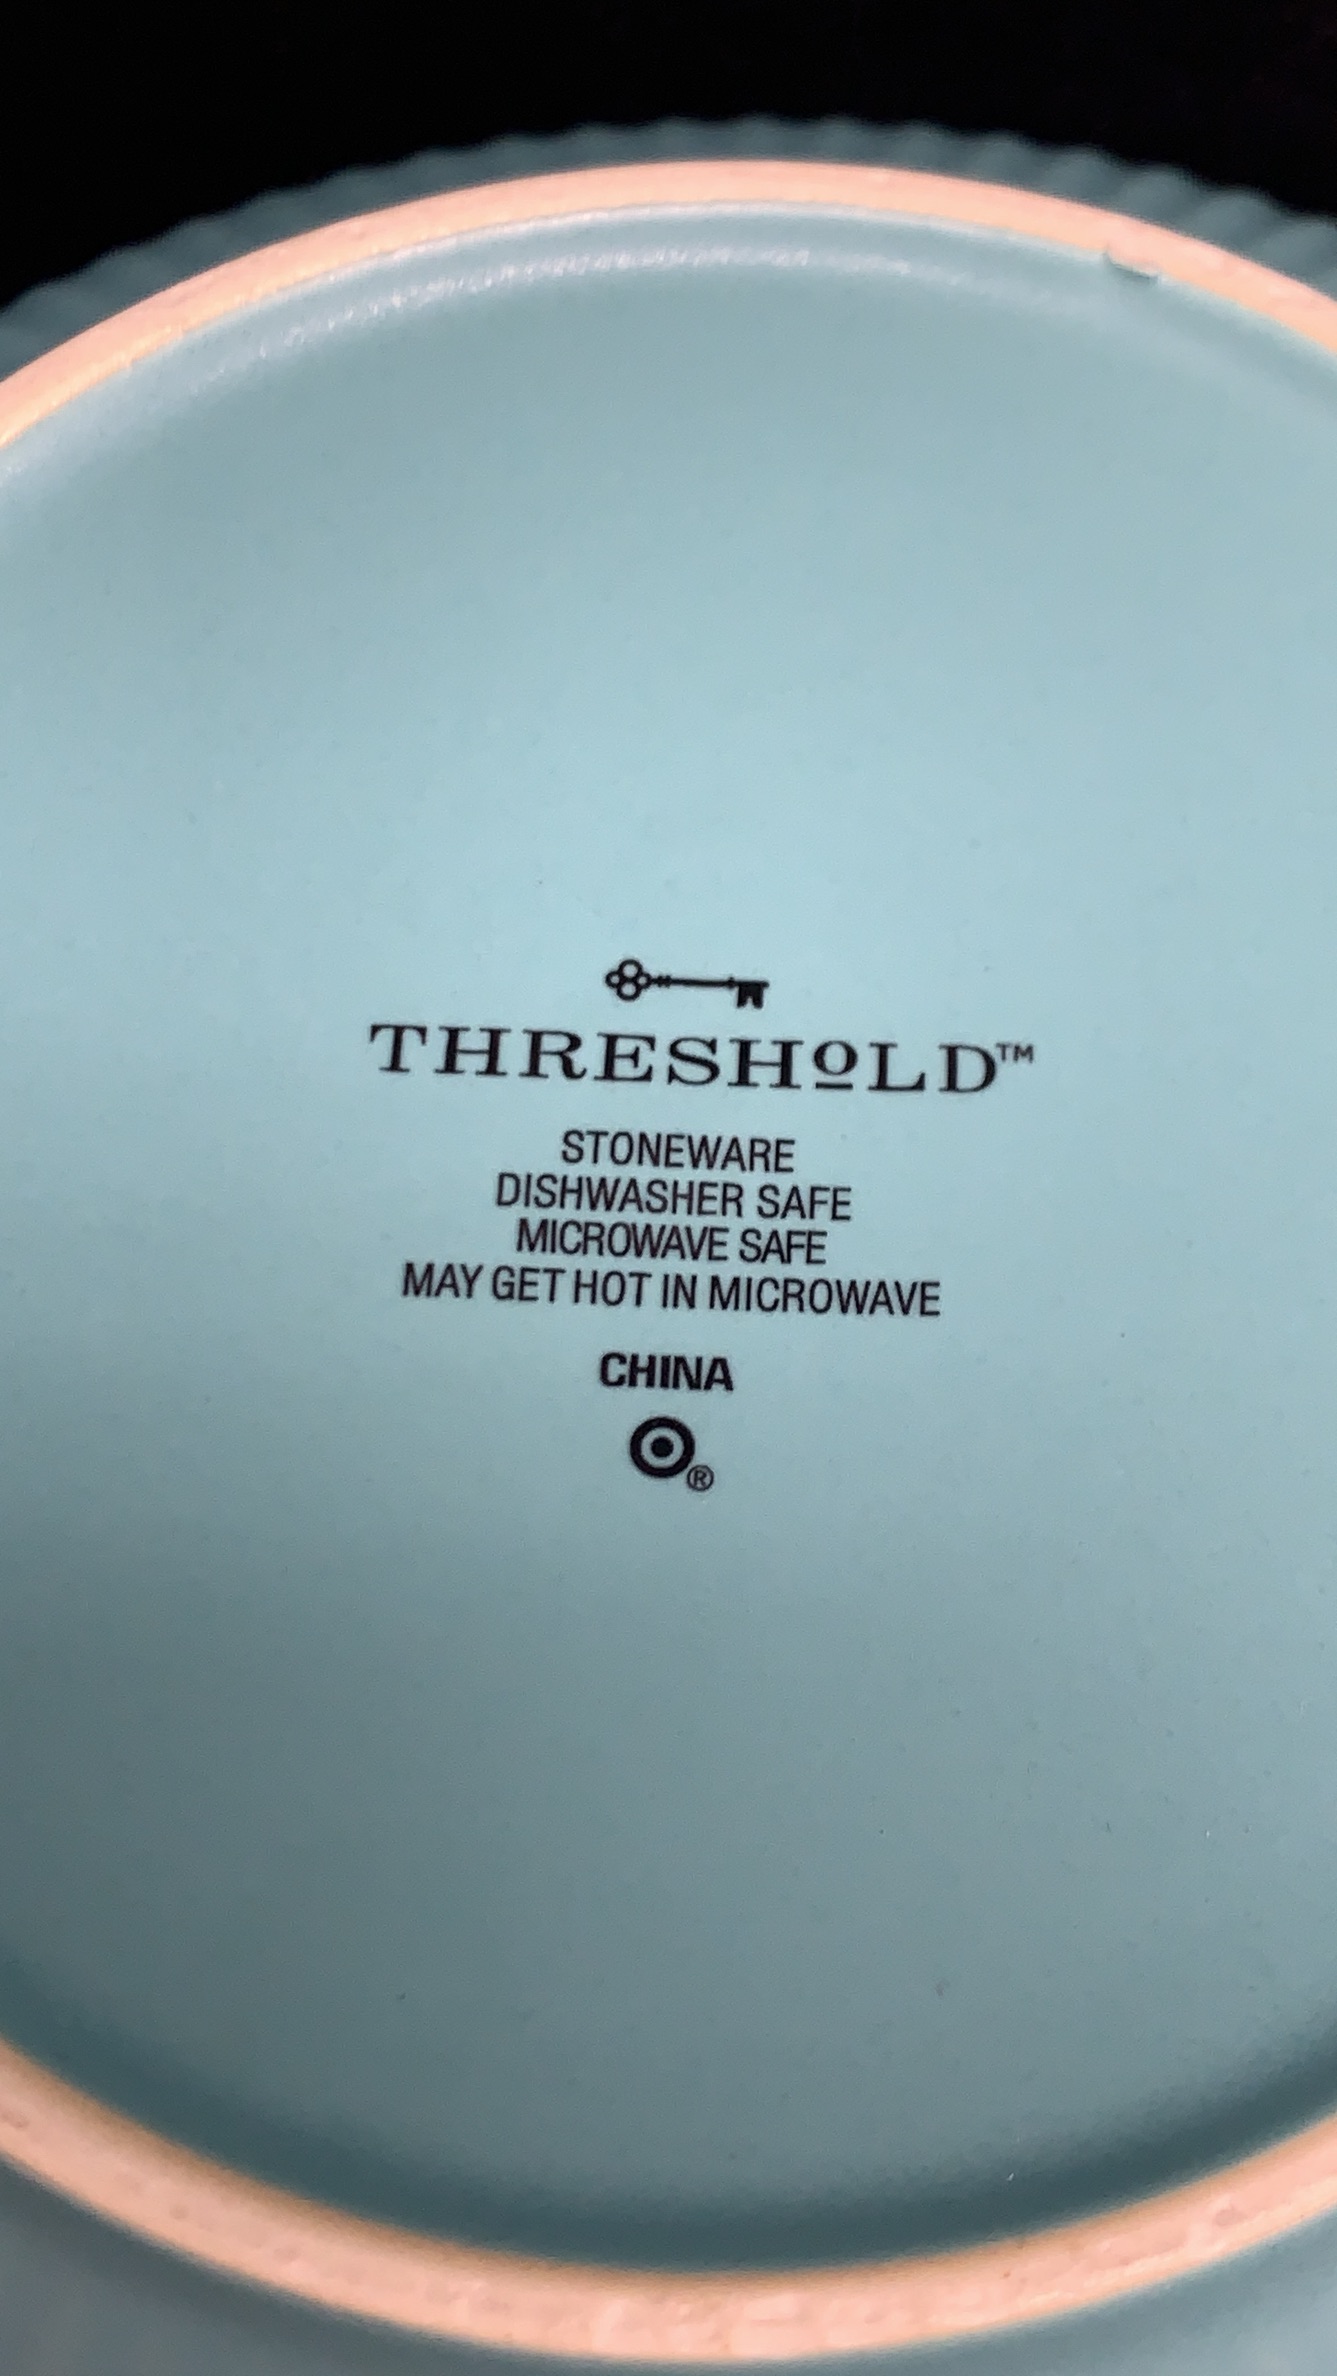 THRESHOLD™
STONEWARE
DISHWASHER SAFE
MICROWAVE SAFE
MAY GET HOT IN MICROWAVE
CHINA
®